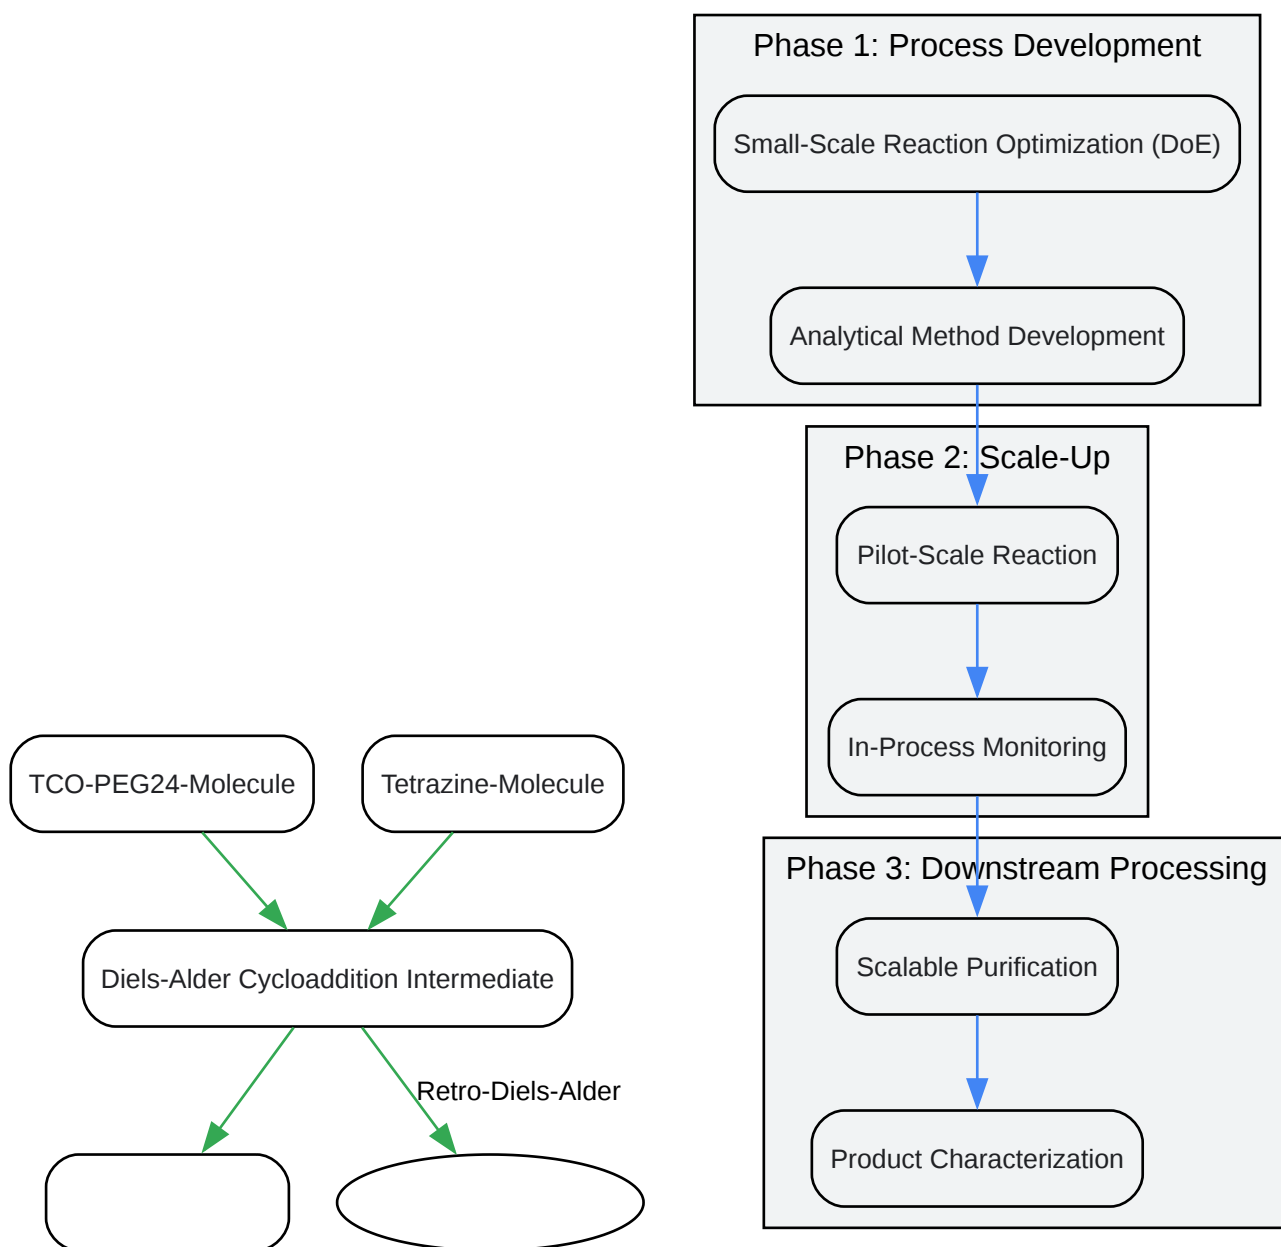 Phase 1: Process Development
Small-Scale Reaction Optimization (DoE)
Analytical Method Development
Phase 2: Scale-Up
Pilot-Scale Reaction
In-Process Monitoring
Phase 3: Downstream Processing
Scalable Purification
Product Characterization
TCO-PEG24-Molecule
Tetrazine-Molecule
Diels-Alder Cycloaddition Intermediate
Retro-Diels-Alder